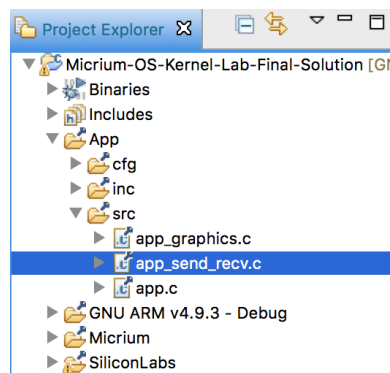 Project Explorer
Micrium-OS-Kernel-Lab-Final-Solution [GN
Binaries
Includes
App
cfg
inc
src
app_graphics.c
app_send_recv.c
app.c
GNU ARM v4.9.3 - Debug
Micrium
SiliconLabs